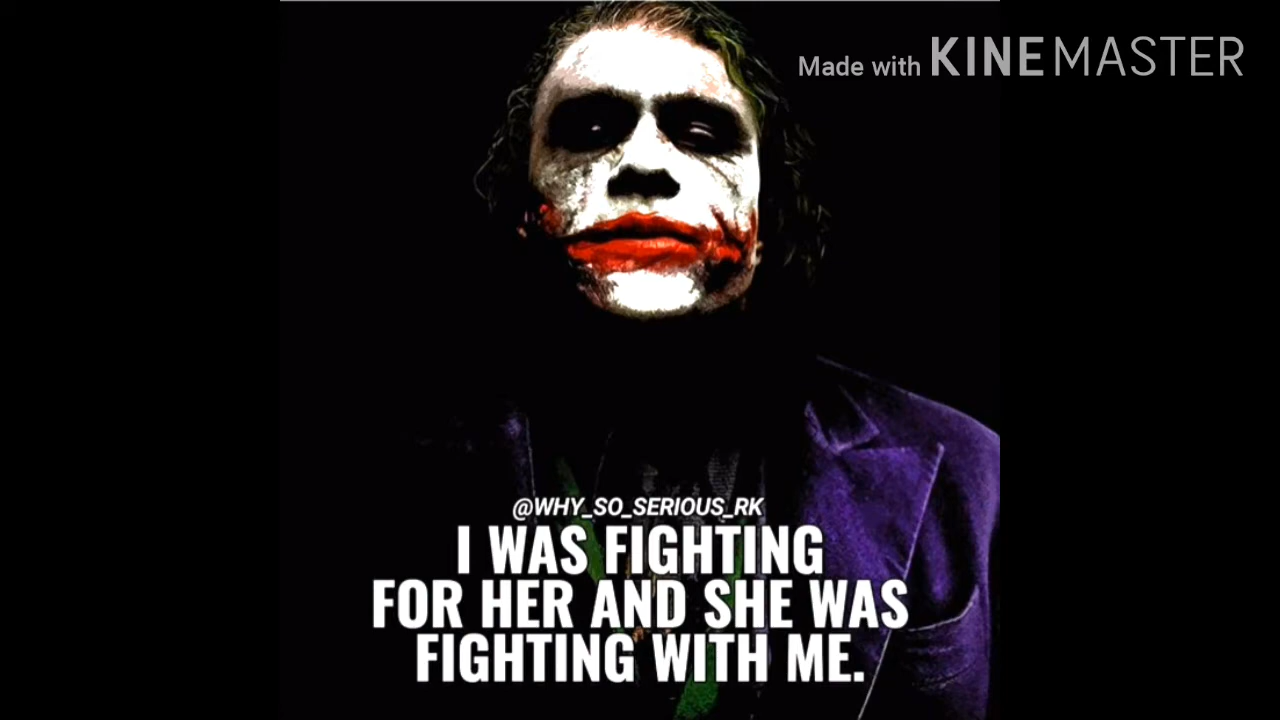 Made with KINEMASTER
@WHY_SO_SERIOUS_RK
I WAS FIGHTING
FOR HER AND SHE WAS
FIGHTING WITH ME.